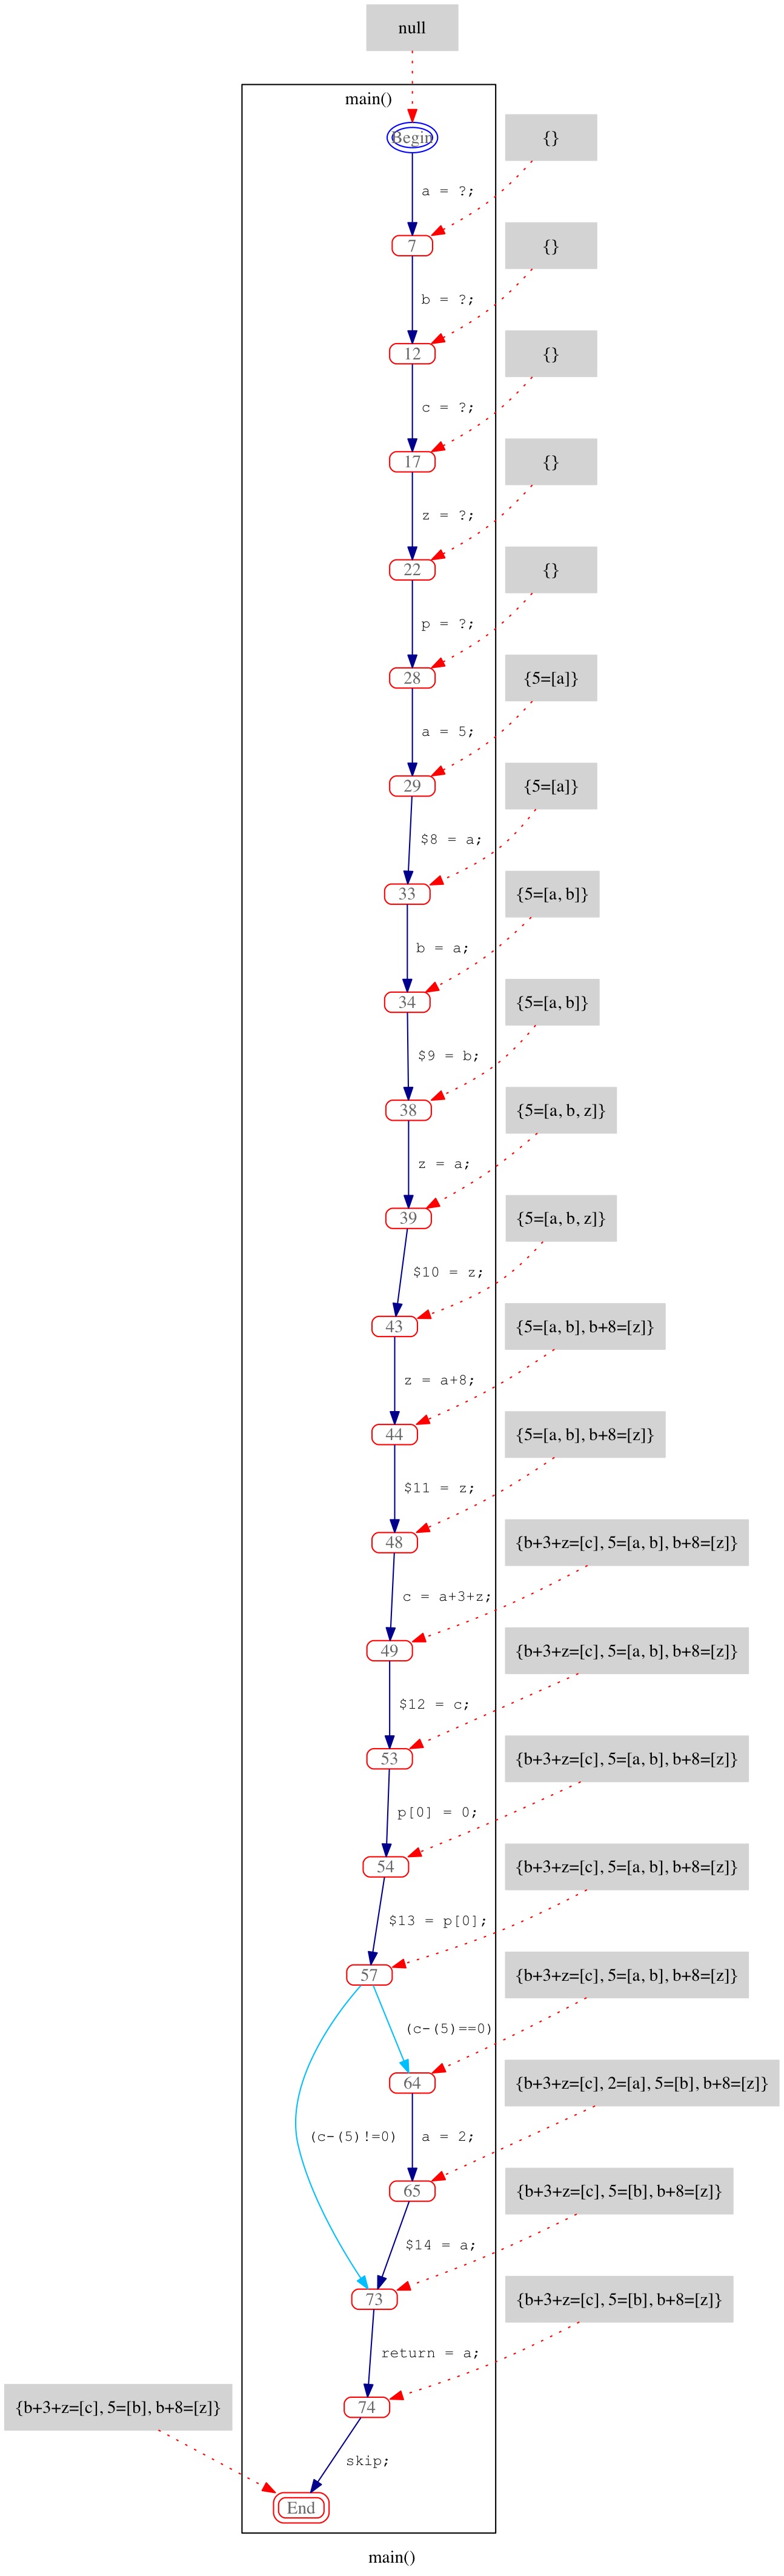 null
main()
Begin
{}
a = ?;
7
{}
b = ?;
12
{}
c = ?;
17
{}
z = ?;
22
{}
p = ?;
28
{5=[a]}
a = 5;
29
{5=[a]}
$8 = a;
33
{5=[a, b]}
b = a;
34
{5=[a, b]}
$9 = b;
38
{5=[a, b, z]}
z = a;
39
{5=[a, b, z]}
$10 = z;
43
{5=[a, b], b+8=[z]}
z = a+8;
44
{5=[a, b], b+8=[z]}
$11 = z;
48
{b+3+z=[c], 5=[a, b], b+8=[z]}
c = a+3+z;
49
{b+3+z=[c], 5=[a, b], b+8=[z]}
$12 = c;
53
{b+3+z=[c], 5=[a, b], b+8=[z]}
p[0] = 0;
54
{b+3+z=[c], 5=[a, b], b+8=[z]}
$13 = p[0];
57
{b+3+z=[c], 5=[a, b], b+8=[z]}
(c-(5)==0)
64
{b+3+z=[c], 2=[a], 5=[b], b+8=[z]}
(c-(5)!=0)
a = 2;
65
{b+3+z=[c], 5=[b], b+8=[z]}
$14 = a;
73
{b+3+z=[c], 5=[b], b+8=[z]}
return = a;
74
{b+3+z=[c], 5=[b], b+8=[z]}
skip;
End
main()